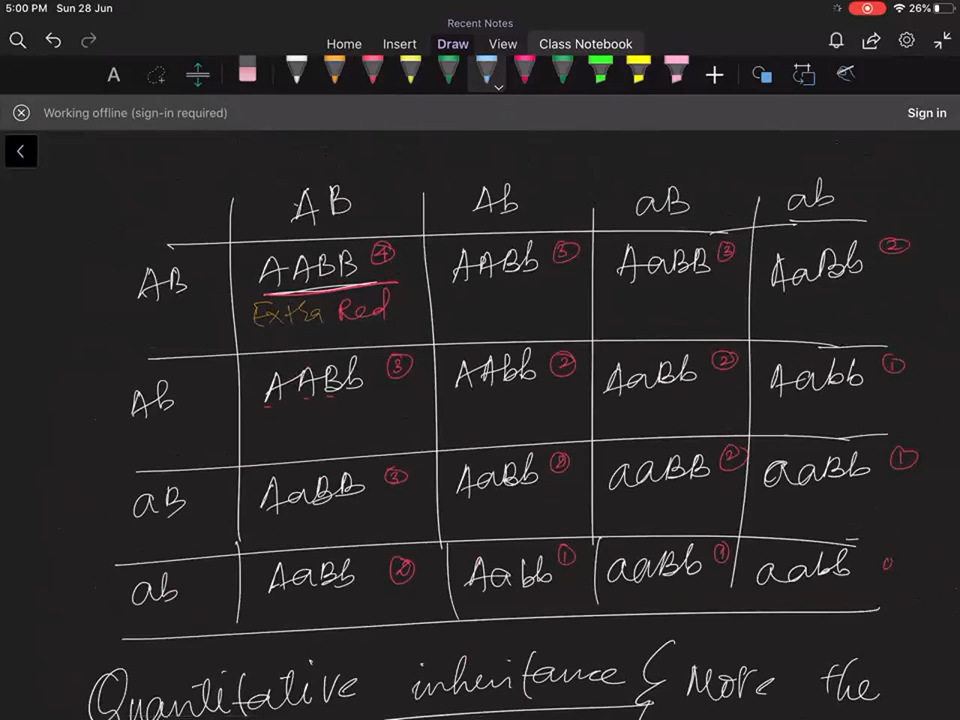 5:00 PM Sun 28 Jun 26%
Recent Notes
Home Insert Draw View Class Notebook
A
Working offline (sign-in required) Sign in
AB Ab aB ab
AB AABB 4 AABb 3 AaBB 3 AaBb 2
Extra Red
Ab AABb 3 AAbb 2 AaBb 2 Aabb 1
aB AaBB 3 AaBb 2 aaBB 2 aaBb 1
ab AaBb 2 Aabb 1 aaBb 1 aabb 0
Quantitative inheritance { More the